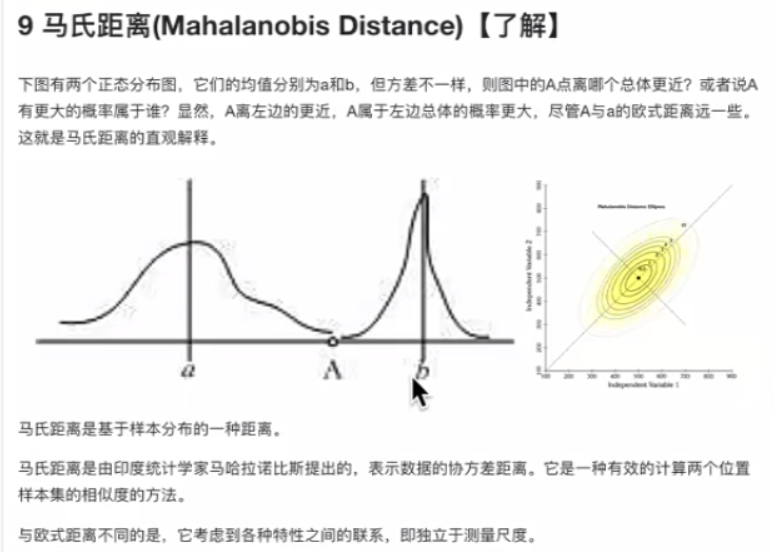 9 马氏距离(Mahalanobis Distance)【了解】
下图有两个正态分布图，它们的均值分别为a和b，但方差不一样，则图中的A点离哪个总体更近？或者说A
有更大的概率属于谁？显然，A离左边的更近，A属于左边总体的概率更大，尽管A与a的欧式距离远一些。
这就是马氏距离的直观解释。
a
A
b
Mahalanobis Distance Ellipses
Independent Variable 2
Independent Variable 1
100 200 300 400 500 600 700 800 900
马氏距离是基于样本分布的一种距离。
马氏距离是由印度统计学家马哈拉诺比斯提出的，表示数据的协方差距离。它是一种有效的计算两个位置
样本集的相似度的方法。
与欧式距离不同的是，它考虑到各种特性之间的联系，即独立于测量尺度。